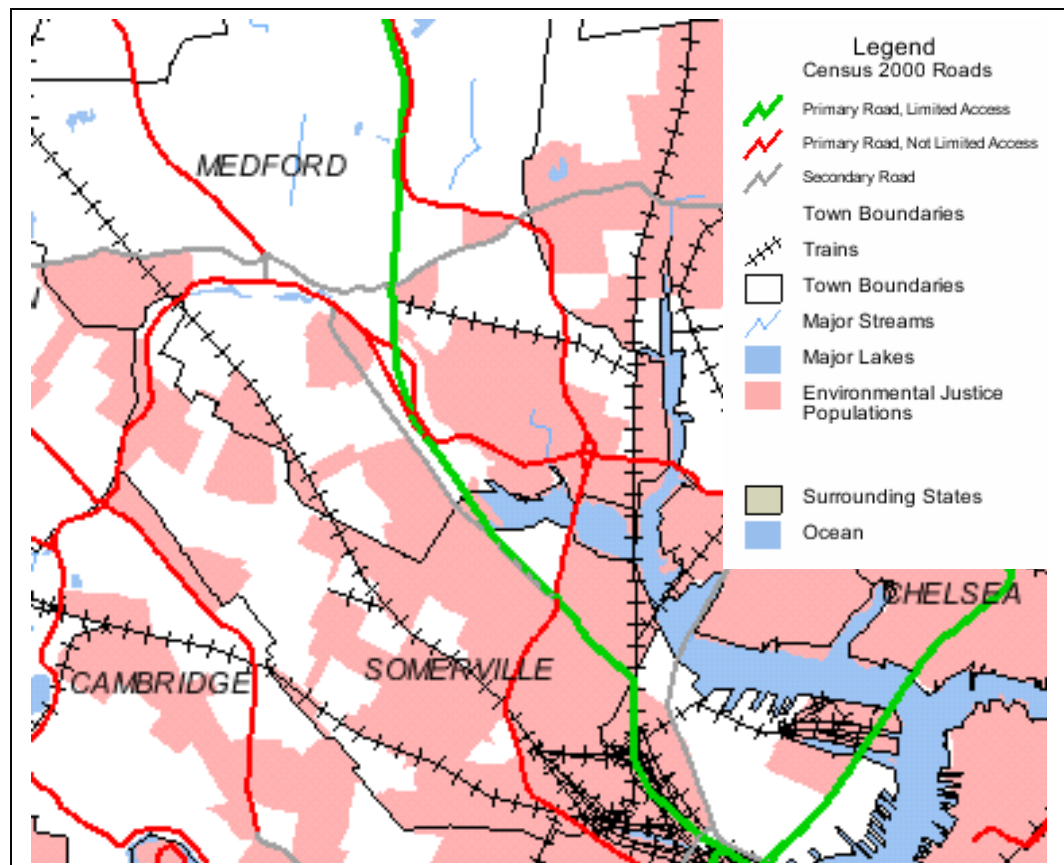 Legend
Census 2000 Roads
Primary Road, Limited Access
Primary Road, Not Limited Access
Secondary Road
Town Boundaries
Trains
Town Boundaries
Major Streams
Major Lakes
Environmental Justice
Populations
Surrounding States
Ocean
MEDFORD
CHELSEA
SOMERVILLE
CAMBRIDGE